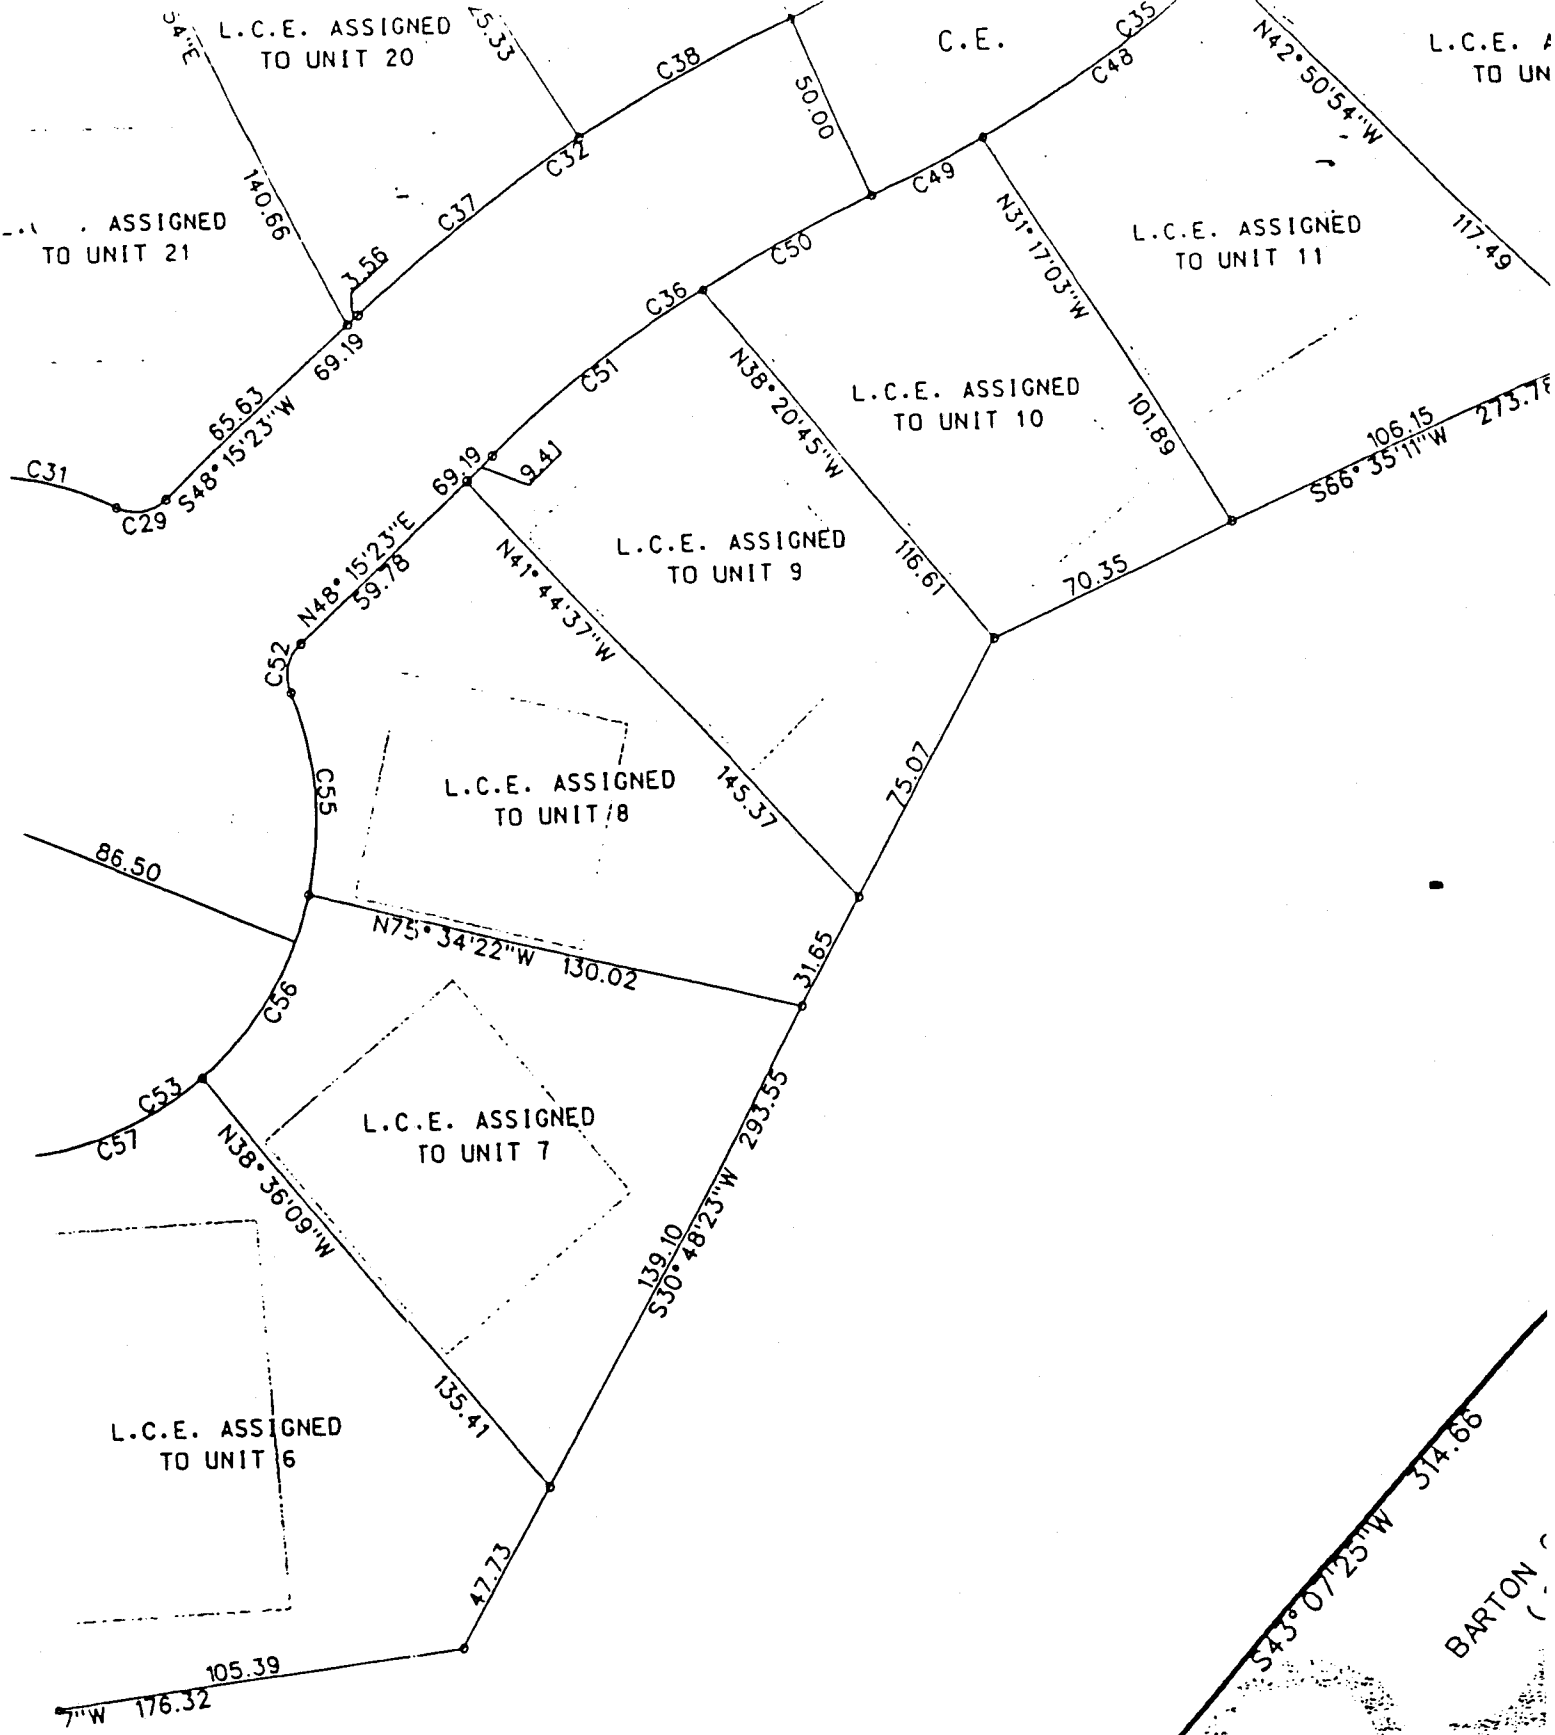 54"E
L.C.E. ASSIGNED
TO UNIT 20
25.33
C38
C.E.
C35
C48
N42°50'54"W
L.C.E.
TO UN
50.00
140.66
C32
C37
C49
ASSIGNED
TO UNIT 21
3.56
C50
N31°17'03"W
L.C.E. ASSIGNED
TO UNIT 11
117.49
C36
69.19
65.63
S48°15'23"W
C51
N38°20'45"W
L.C.E. ASSIGNED
TO UNIT 10
101.89
106.15
273.78
S66°35'11"W
C31
C29
69.19
9.41
N48°15'23"E
59.78
L.C.E. ASSIGNED
TO UNIT 9
116.61
70.35
N41°44'37"W
C52
C55
L.C.E. ASSIGNED
TO UNIT 8
145.37
75.07
86.50
N75°34'22"W
130.02
31.65
C56
C53
C57
L.C.E. ASSIGNED
TO UNIT 7
293.55
N38°36'09"W
139.10
S30°48'23"W
135.41
L.C.E. ASSIGNED
TO UNIT 6
47.73
105.39
7"W 176.32
314.66
S43°07'25"W
BARTON